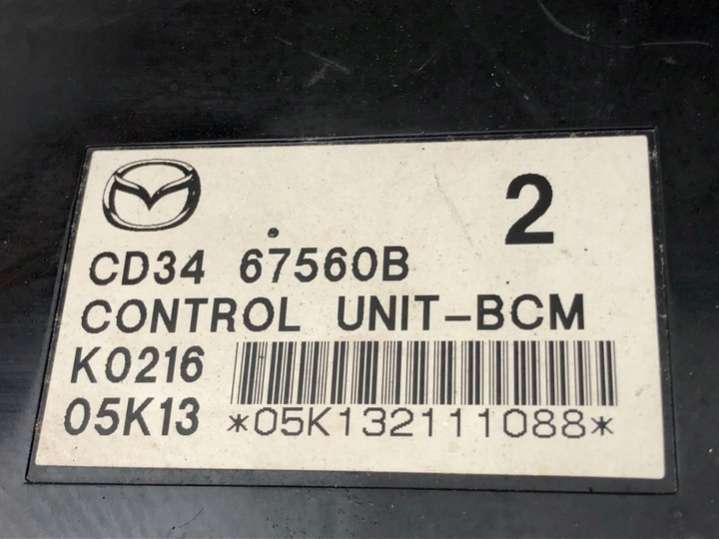 2
CD34 67560B
CONTROL UNIT-BCM
K0216
05K13 *05K132111088*